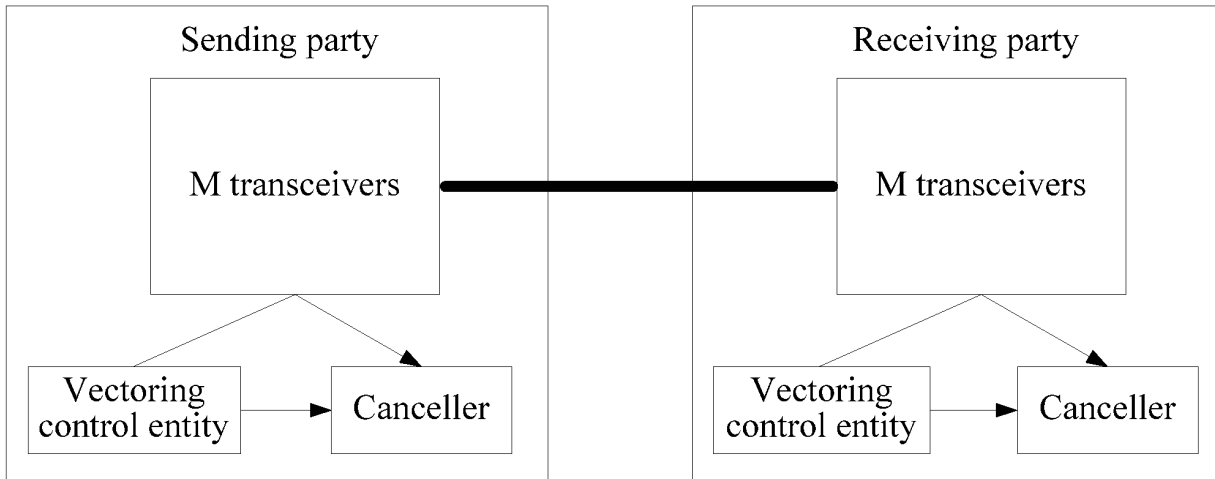 Sending party
M transceivers
Vectoring
control entity
Canceller
Receiving party
M transceivers
Vectoring
control entity
Canceller